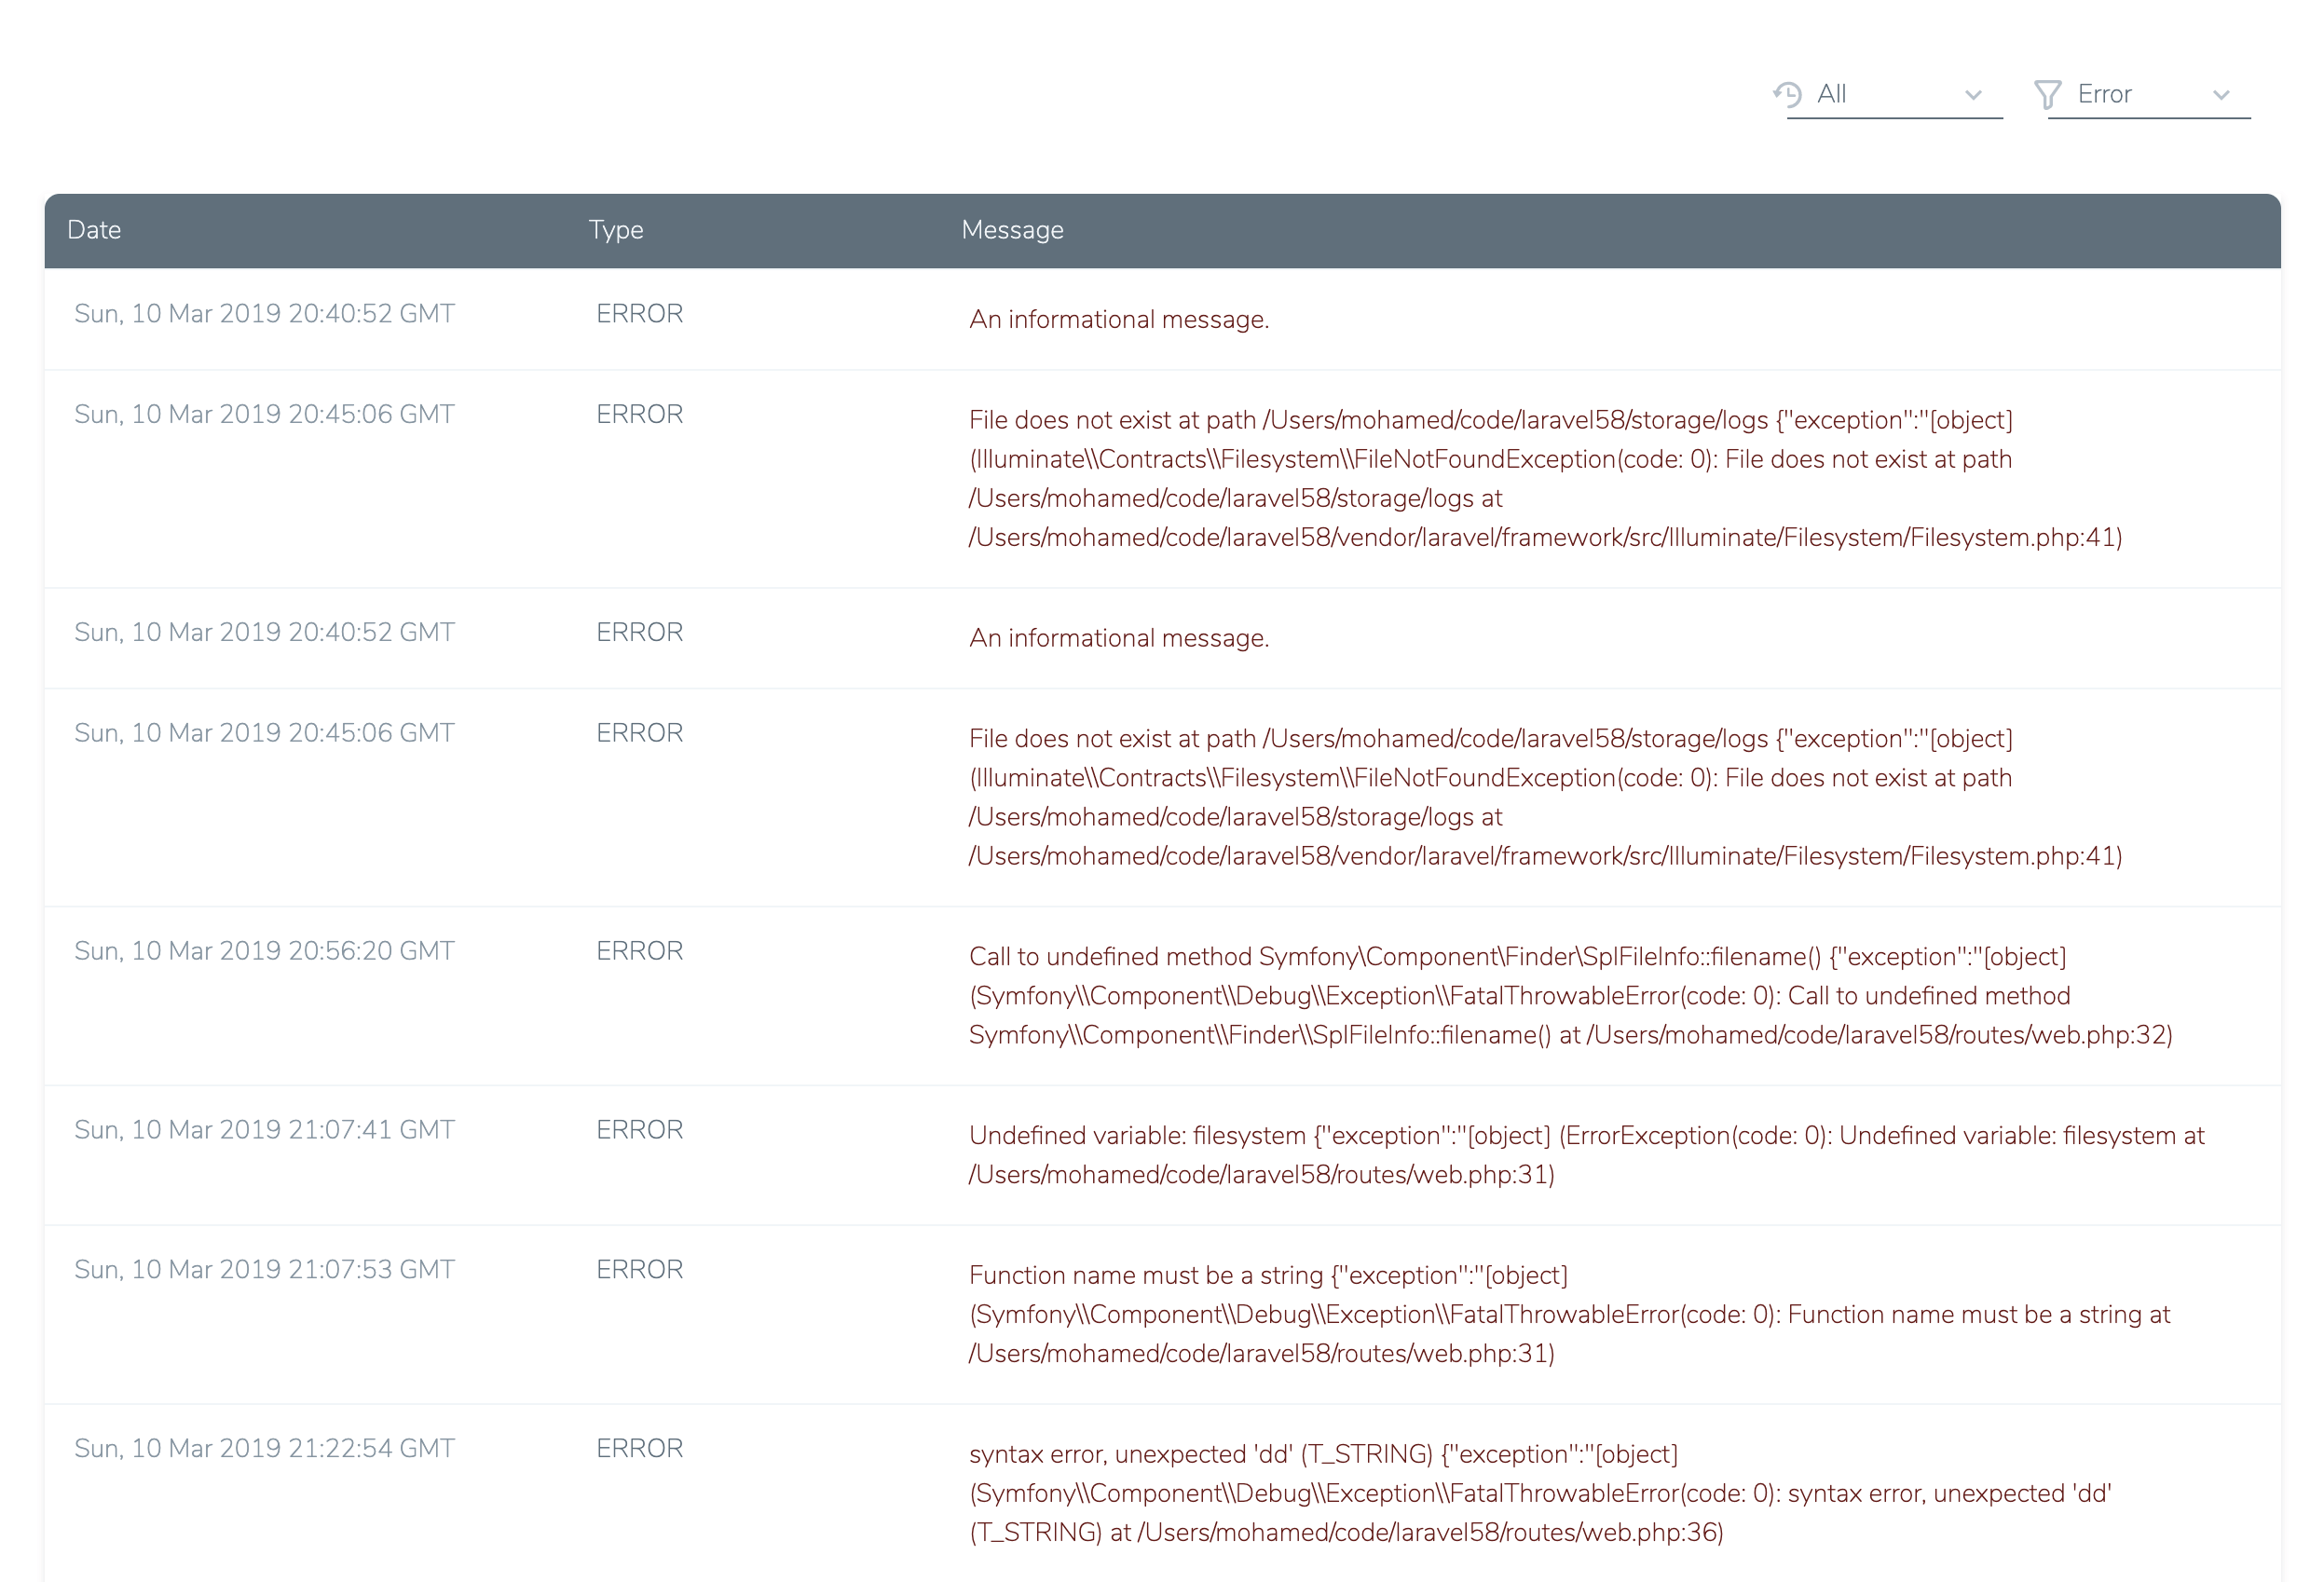 All Error
Date Type Message
Sun, 10 Mar 2019 20:40:52 GMT ERROR An informational message.
Sun, 10 Mar 2019 20:45:06 GMT ERROR File does not exist at path /Users/mohamed/code/laravel58/storage/logs {"exception":"[object]
(Illuminate\\Contracts\\Filesystem\\FileNotFoundException(code: 0): File does not exist at path
/Users/mohamed/code/laravel58/storage/logs at
/Users/mohamed/code/laravel58/vendor/laravel/framework/src/Illuminate/Filesystem/Filesystem.php:41)
Sun, 10 Mar 2019 20:40:52 GMT ERROR An informational message.
Sun, 10 Mar 2019 20:45:06 GMT ERROR File does not exist at path /Users/mohamed/code/laravel58/storage/logs {"exception":"[object]
(Illuminate\\Contracts\\Filesystem\\FileNotFoundException(code: 0): File does not exist at path
/Users/mohamed/code/laravel58/storage/logs at
/Users/mohamed/code/laravel58/vendor/laravel/framework/src/Illuminate/Filesystem/Filesystem.php:41)
Sun, 10 Mar 2019 20:56:20 GMT ERROR Call to undefined method Symfony\Component\Finder\SplFileInfo::filename() {"exception":"[object]
(Symfony\\Component\\Debug\\Exception\\FatalThrowableError(code: 0): Call to undefined method
Symfony\\Component\\Finder\\SplFileInfo::filename() at /Users/mohamed/code/laravel58/routes/web.php:32)
Sun, 10 Mar 2019 21:07:41 GMT ERROR Undefined variable: filesystem {"exception":"[object] (ErrorException(code: 0): Undefined variable: filesystem at
/Users/mohamed/code/laravel58/routes/web.php:31)
Sun, 10 Mar 2019 21:07:53 GMT ERROR Function name must be a string {"exception":"[object]
(Symfony\\Component\\Debug\\Exception\\FatalThrowableError(code: 0): Function name must be a string at
/Users/mohamed/code/laravel58/routes/web.php:31)
Sun, 10 Mar 2019 21:22:54 GMT ERROR syntax error, unexpected 'dd' (T_STRING) {"exception":"[object]
(Symfony\\Component\\Debug\\Exception\\FatalThrowableError(code: 0): syntax error, unexpected 'dd'
(T_STRING) at /Users/mohamed/code/laravel58/routes/web.php:36)